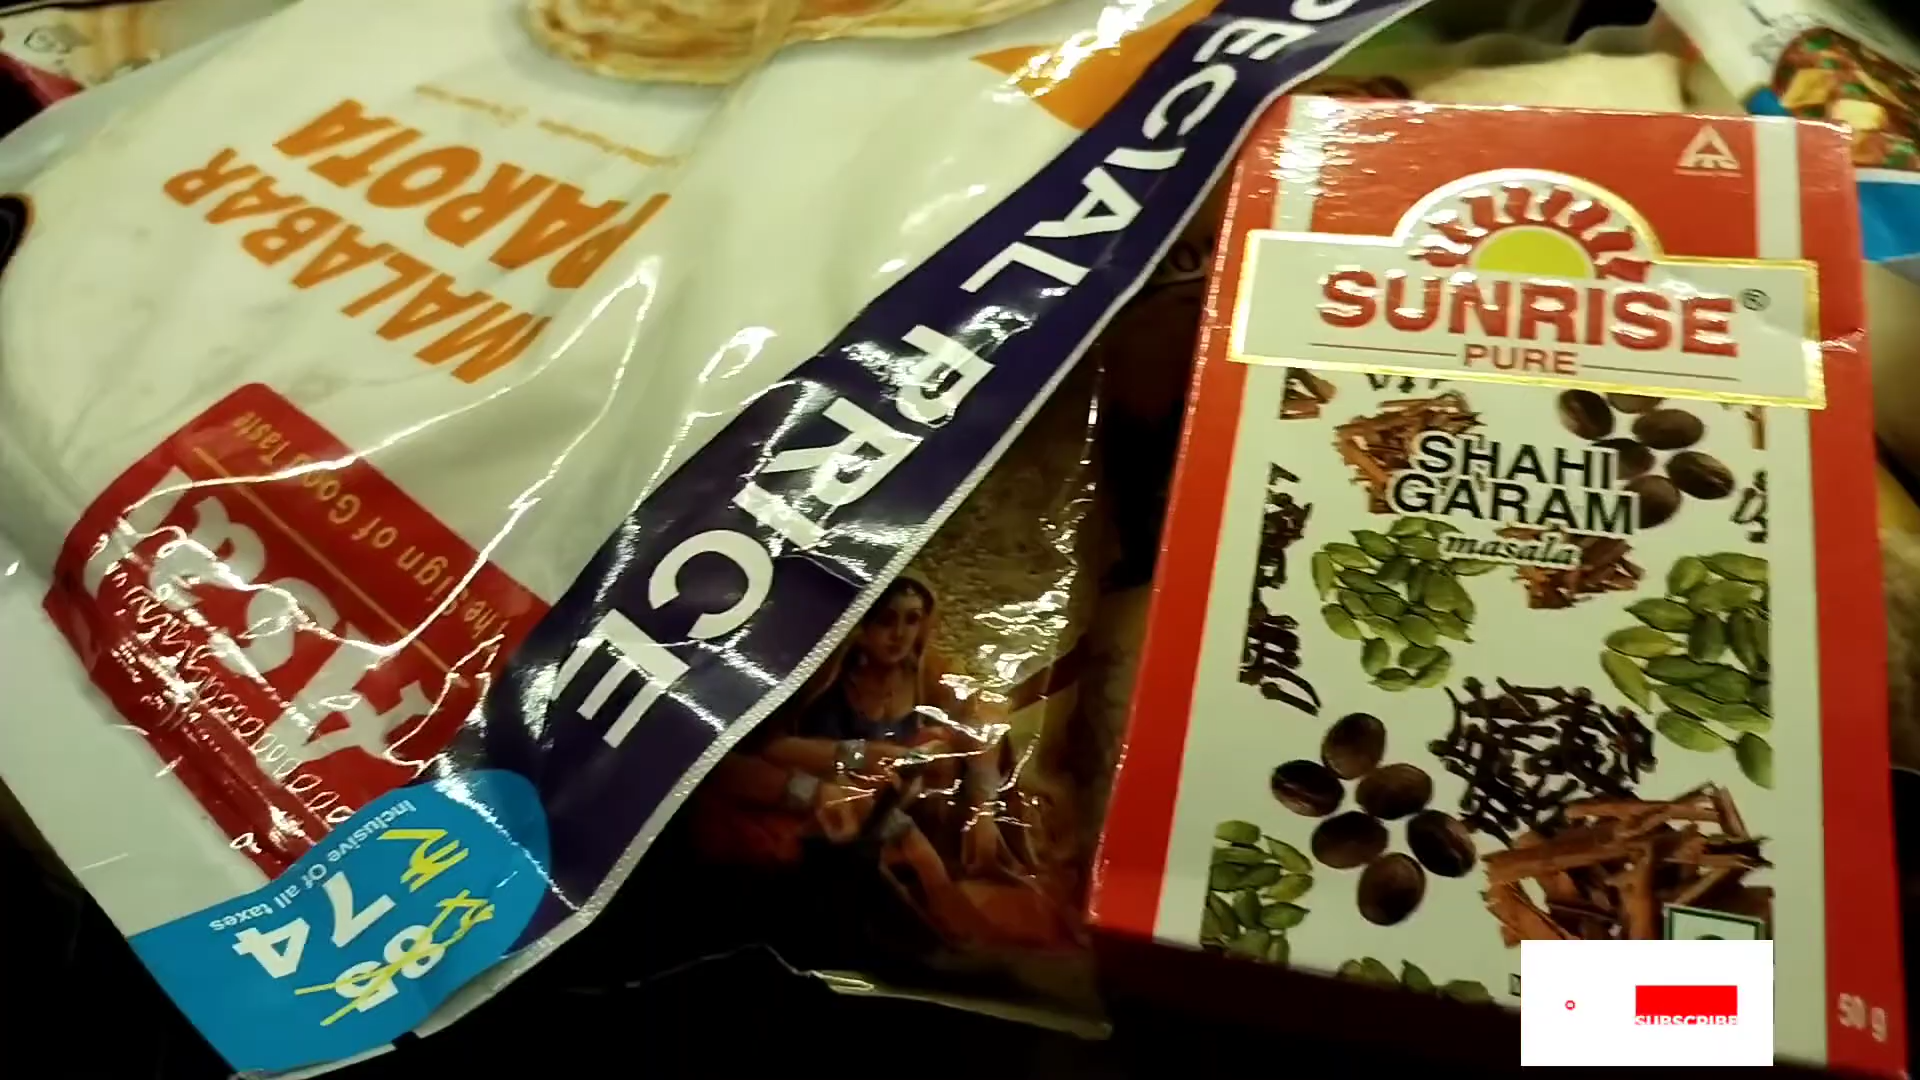 MALABAR
PAROTA
The Sign of Good Taste
SPECIAL PRICE
₹ 85
₹ 74
Inclusive Of all taxes
ITC
SUNRISE®
PURE
SHAHI
GARAM
masala
50 g
SUBSCRIBE